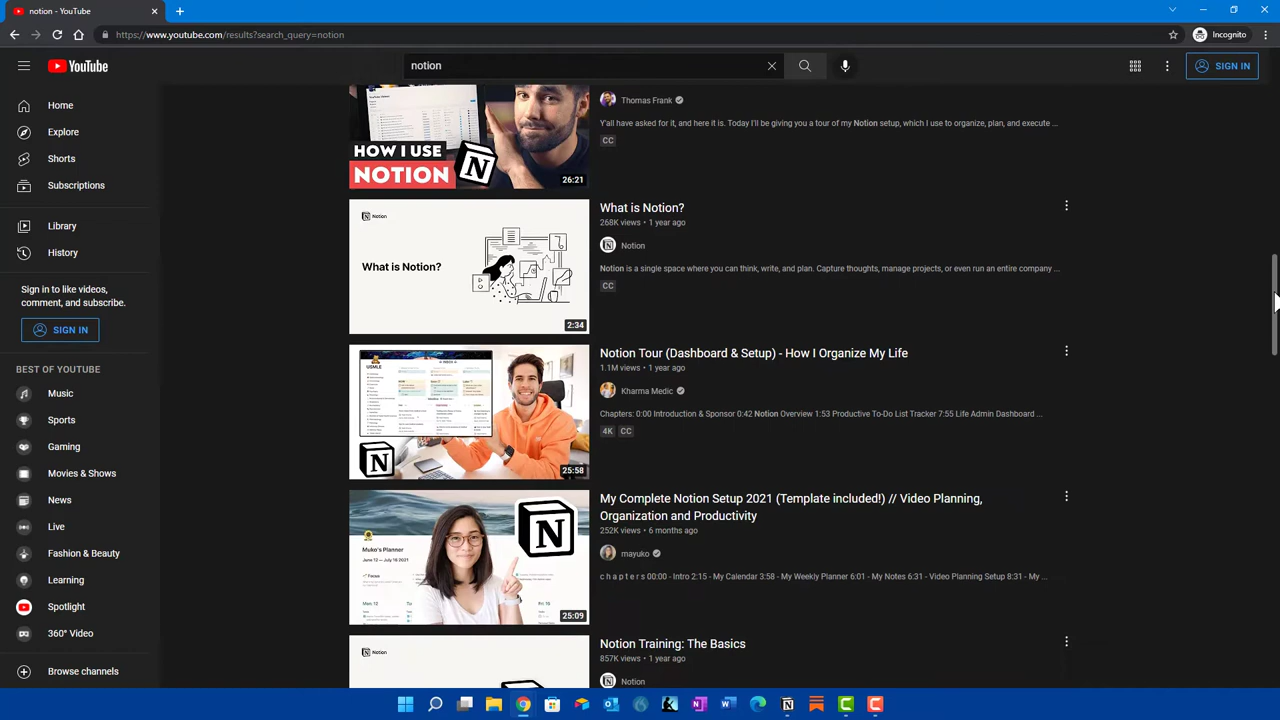 notion - YouTube
https://www.youtube.com/results?search_query=notion
Incognito
YouTube
notion
SIGN IN
Home
Explore
Shorts
Subscriptions
Library
History
Sign in to like videos,
comment, and subscribe.
SIGN IN
BEST OF YOUTUBE
Music
Sports
Gaming
Movies & Shows
News
Live
Fashion & Beauty
Learning
Spotlight
360° Video
Browse channels
HOW I USE
NOTION
26:21
Thomas Frank
Y'all have asked for it, and here it is. Today I'll be giving you a tour of my Notion setup, which I use to organize, plan, and execute ...
CC
Notion
What is Notion?
2:34
What is Notion?
268K views • 1 year ago
Notion
Notion is a single space where you can think, write, and plan. Capture thoughts, manage projects, or even run an entire company ...
CC
USMLE
25:58
Notion Tour (Dashboard & Setup) - How I Organize My Life
1.1M views • 1 year ago
Kharma Medic
Chapters: 0:00 Introduction & Sponsor 0:42 Notion Overview 1:53 Proactive To-Do List Tracker 7:55 Life Admin Dashboard ...
4K
CC
Muko's Planner
June 12 — July 18 2021
Focus
Mon: 12
Fri: 16
25:09
My Complete Notion Setup 2021 (Template included!) // Video Planning,
Organization and Productivity
252K views • 6 months ago
mayuko
c h a p t e r s 00:00 - Intro 2:15 - My Calendar 3:58 - My Weekly Planner 6:01 - My Notes 6:31 - Video Planning Setup 8:31 - My ...
Notion
Notion Training: The Basics
857K views • 1 year ago
Notion